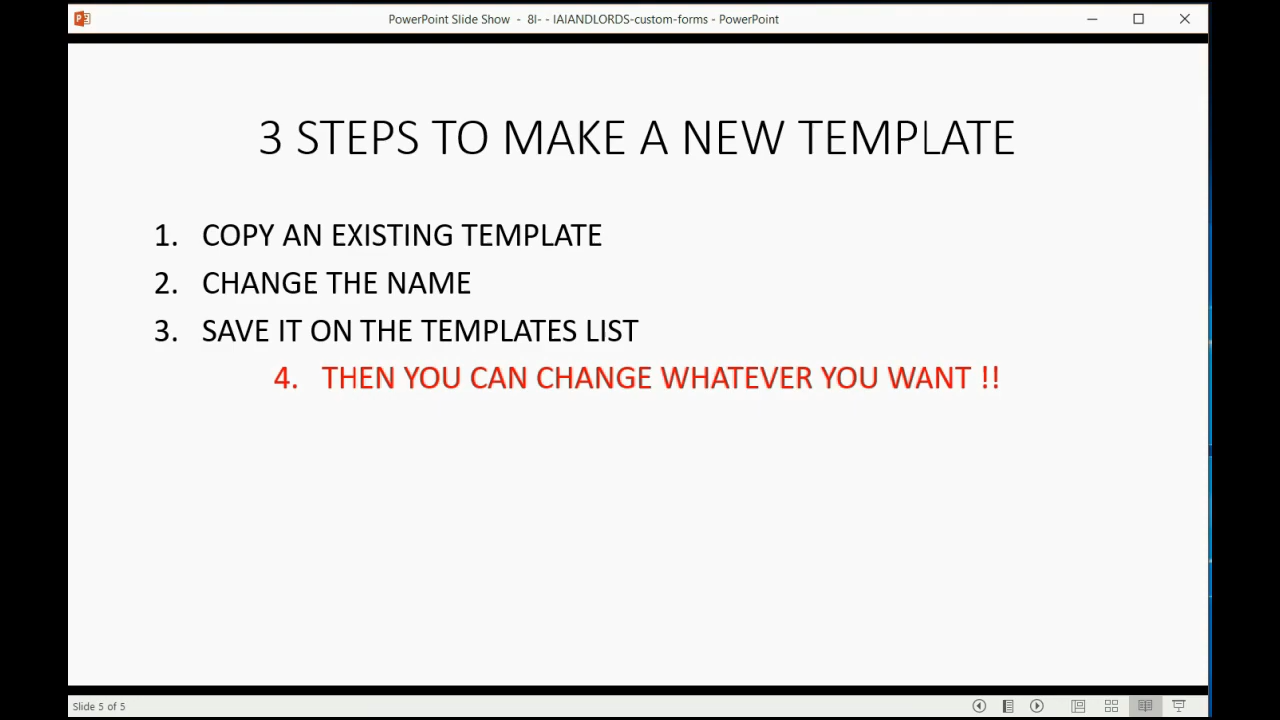 PowerPoint Slide Show - 8I- - IAIANDLORDS-custom-forms - PowerPoint
3 STEPS TO MAKE A NEW TEMPLATE
1. COPY AN EXISTING TEMPLATE
2. CHANGE THE NAME
3. SAVE IT ON THE TEMPLATES LIST
4. THEN YOU CAN CHANGE WHATEVER YOU WANT !!
Slide 5 of 5